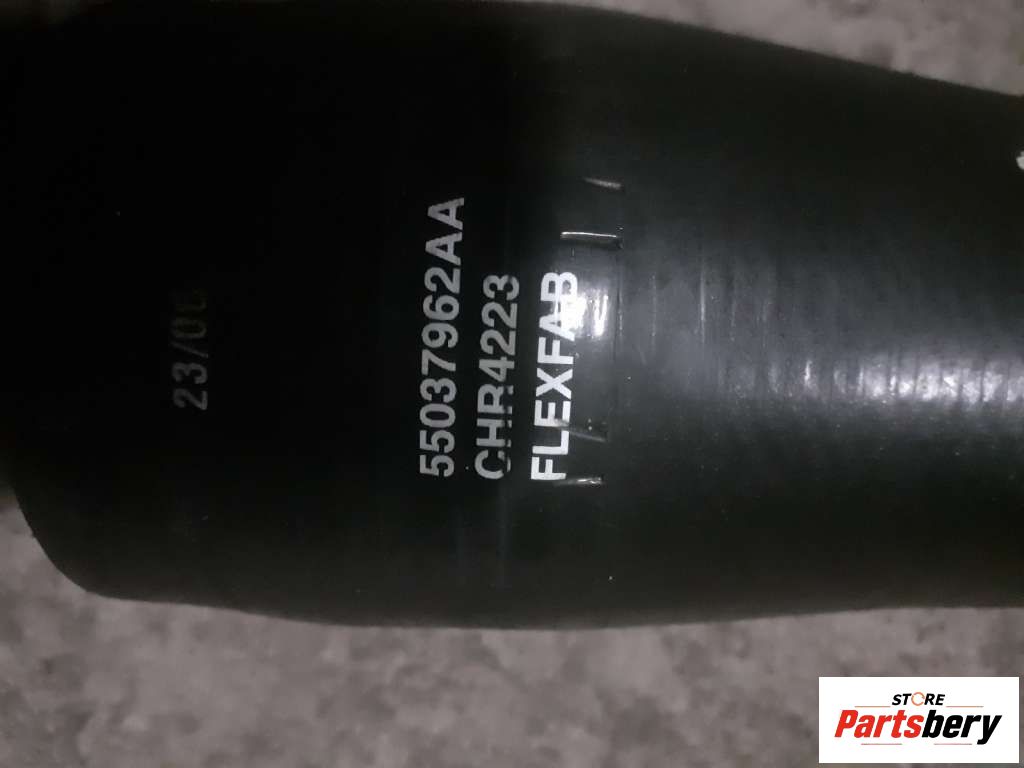 55037962AA
CHR4223
FLEXFAB
STORE
Partsbery